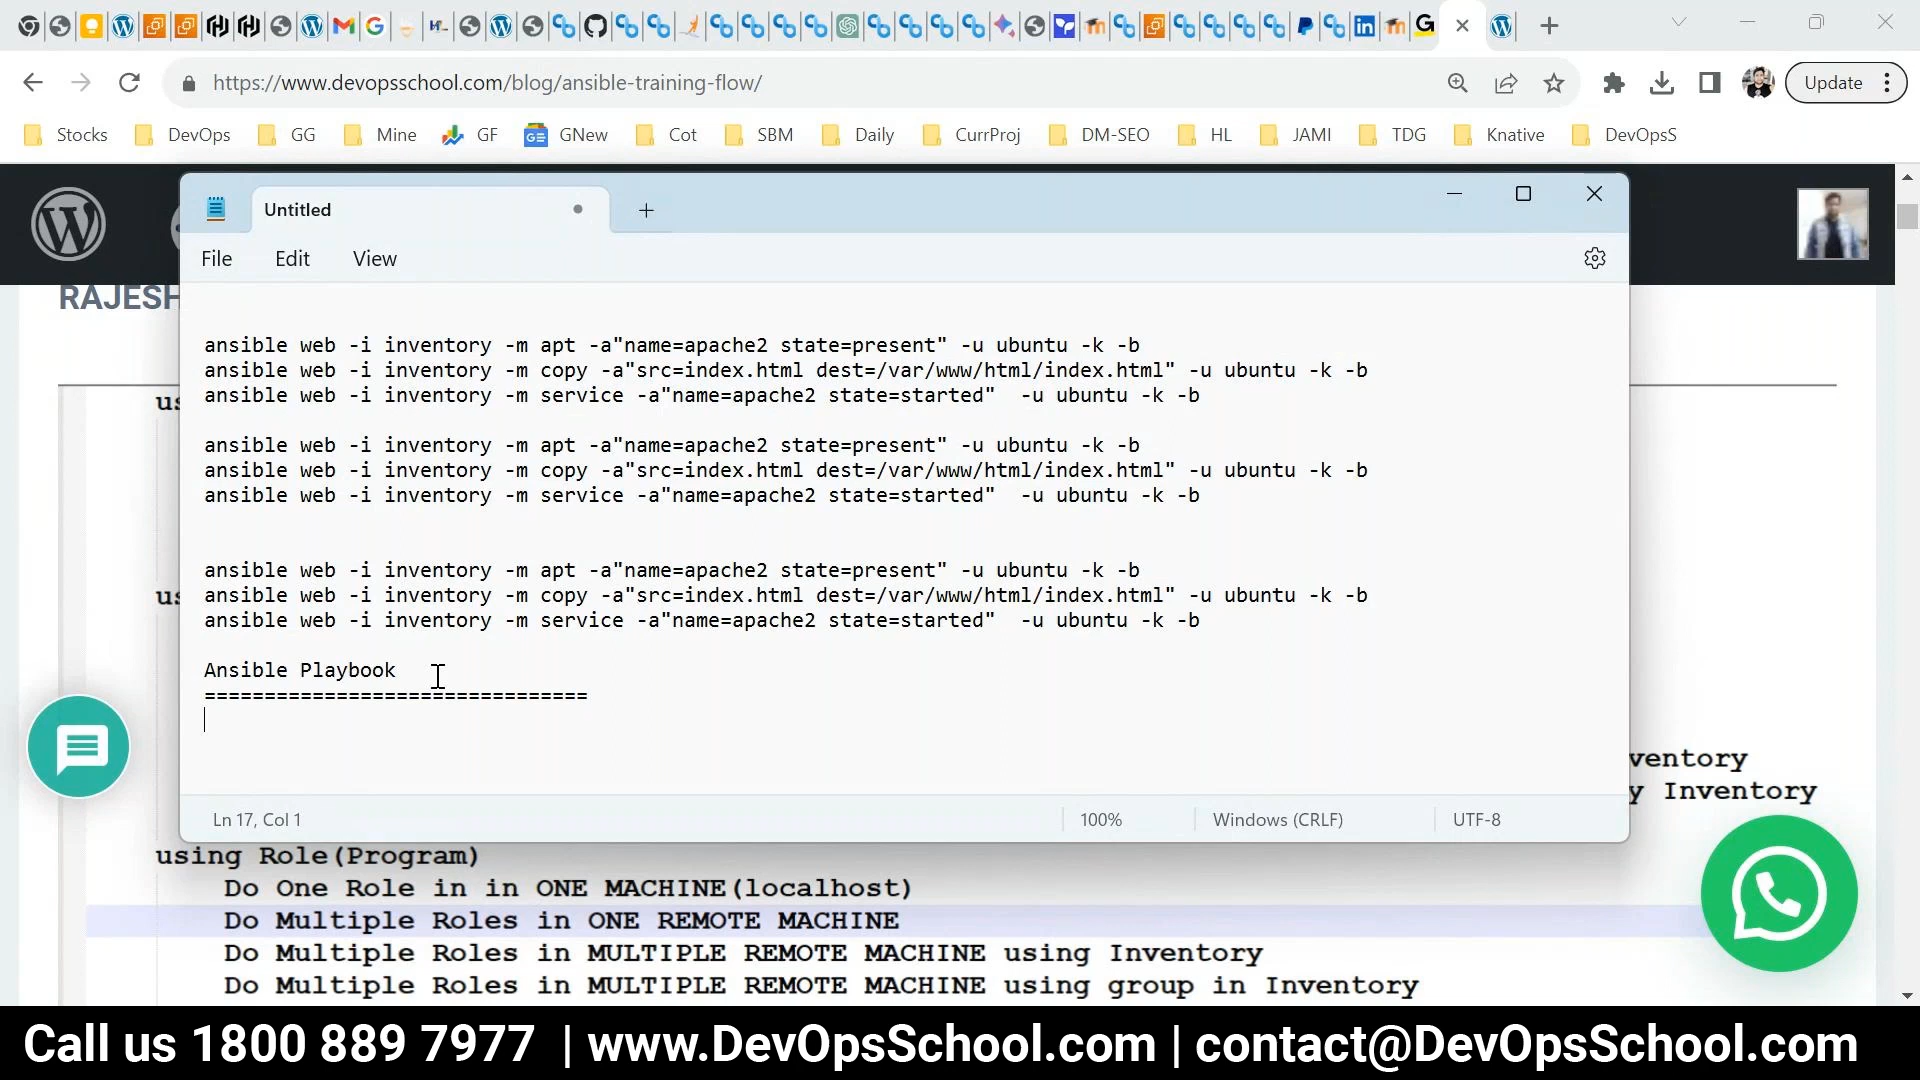 https://www.devopsschool.com/blog/ansible-training-flow/
Update
Stocks
DevOps
GG
Mine
GF
GNew
Cot
SBM
Daily
CurrProj
DM-SEO
HL
JAMI
TDG
Knative
DevOpsS
Untitled
File Edit View
RAJESH
ansible web -i inventory -m apt -a"name=apache2 state=present" -u ubuntu -k -b
ansible web -i inventory -m copy -a"src=index.html dest=/var/www/html/index.html" -u ubuntu -k -b
ansible web -i inventory -m service -a"name=apache2 state=started"  -u ubuntu -k -b
ansible web -i inventory -m apt -a"name=apache2 state=present" -u ubuntu -k -b
ansible web -i inventory -m copy -a"src=index.html dest=/var/www/html/index.html" -u ubuntu -k -b
ansible web -i inventory -m service -a"name=apache2 state=started"  -u ubuntu -k -b
ansible web -i inventory -m apt -a"name=apache2 state=present" -u ubuntu -k -b
ansible web -i inventory -m copy -a"src=index.html dest=/var/www/html/index.html" -u ubuntu -k -b
ansible web -i inventory -m service -a"name=apache2 state=started"  -u ubuntu -k -b
Ansible Playbook
================================
ventory
y Inventory
Ln 17, Col 1
100%
Windows (CRLF)
UTF-8
using Role(Program)
Do One Role in in ONE MACHINE(localhost)
Do Multiple Roles in ONE REMOTE MACHINE
Do Multiple Roles in MULTIPLE REMOTE MACHINE using Inventory
Do Multiple Roles in MULTIPLE REMOTE MACHINE using group in Inventory
Call us 1800 889 7977 | www.DevOpsSchool.com | contact@DevOpsSchool.com